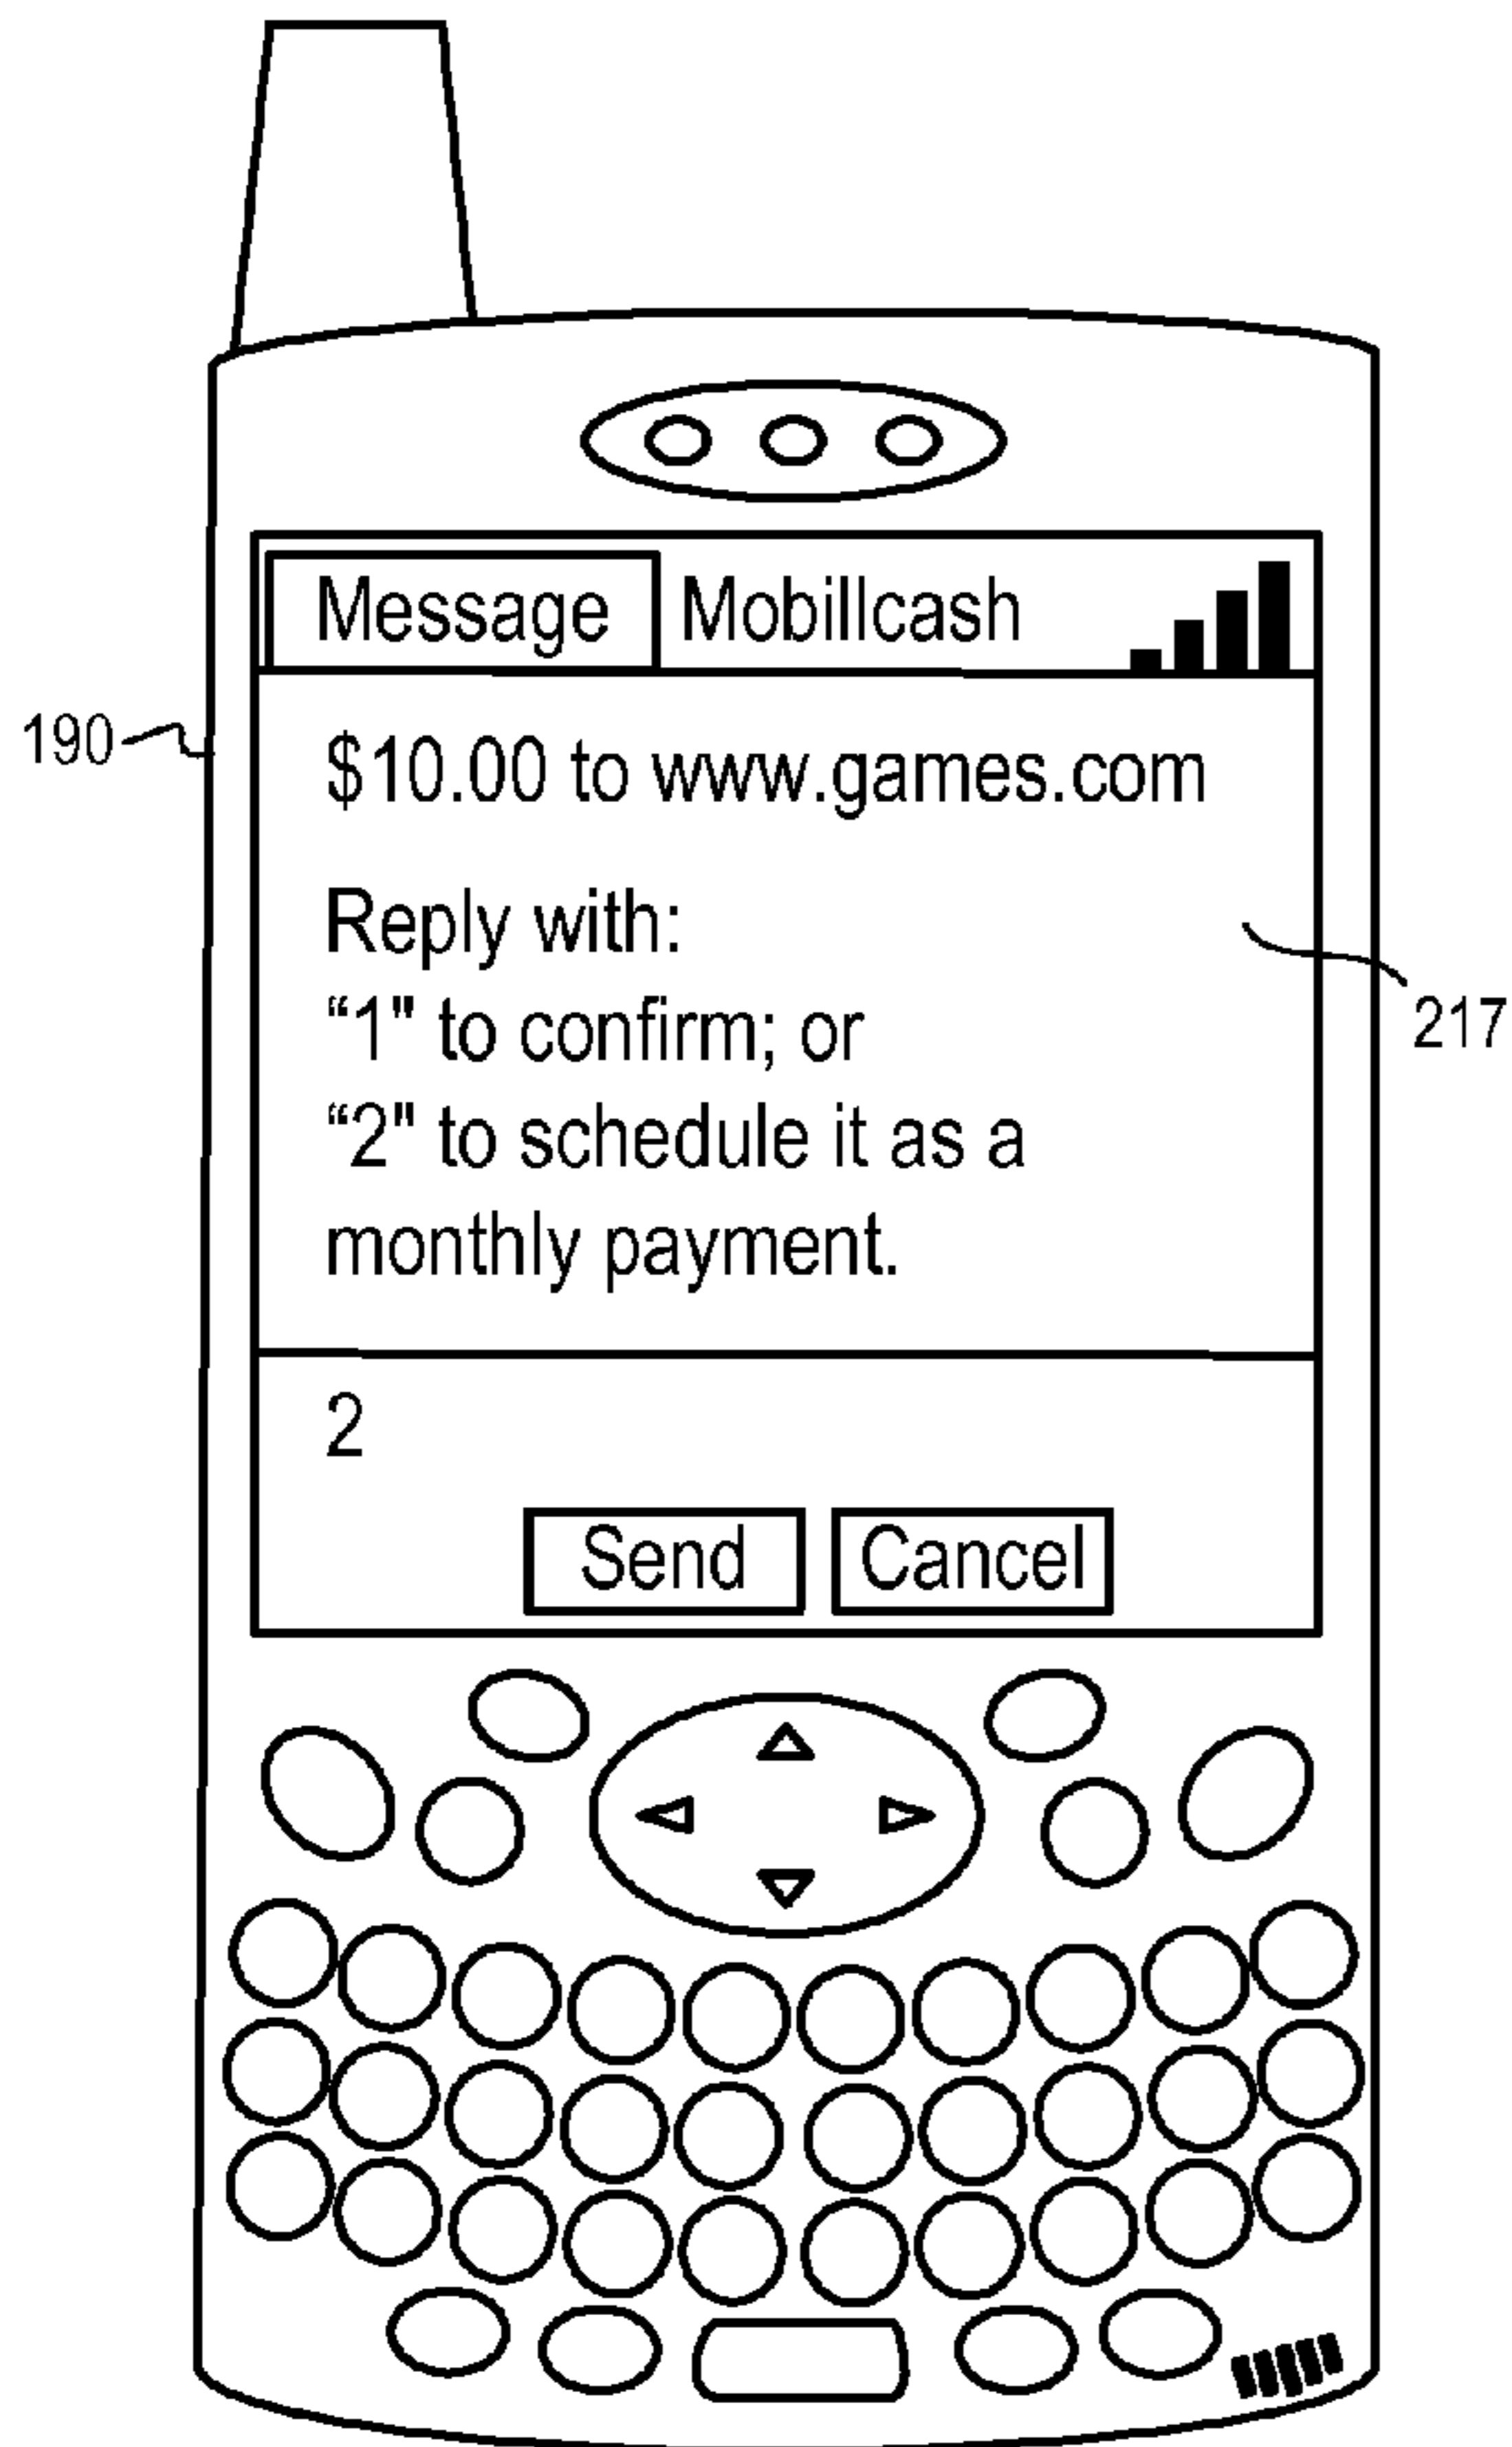 Message Mobillcash
190
$10.00 to www.games.com
Reply with:
“1" to confirm; or
217
“2" to schedule it as a
monthly payment.
2
Send Cancel